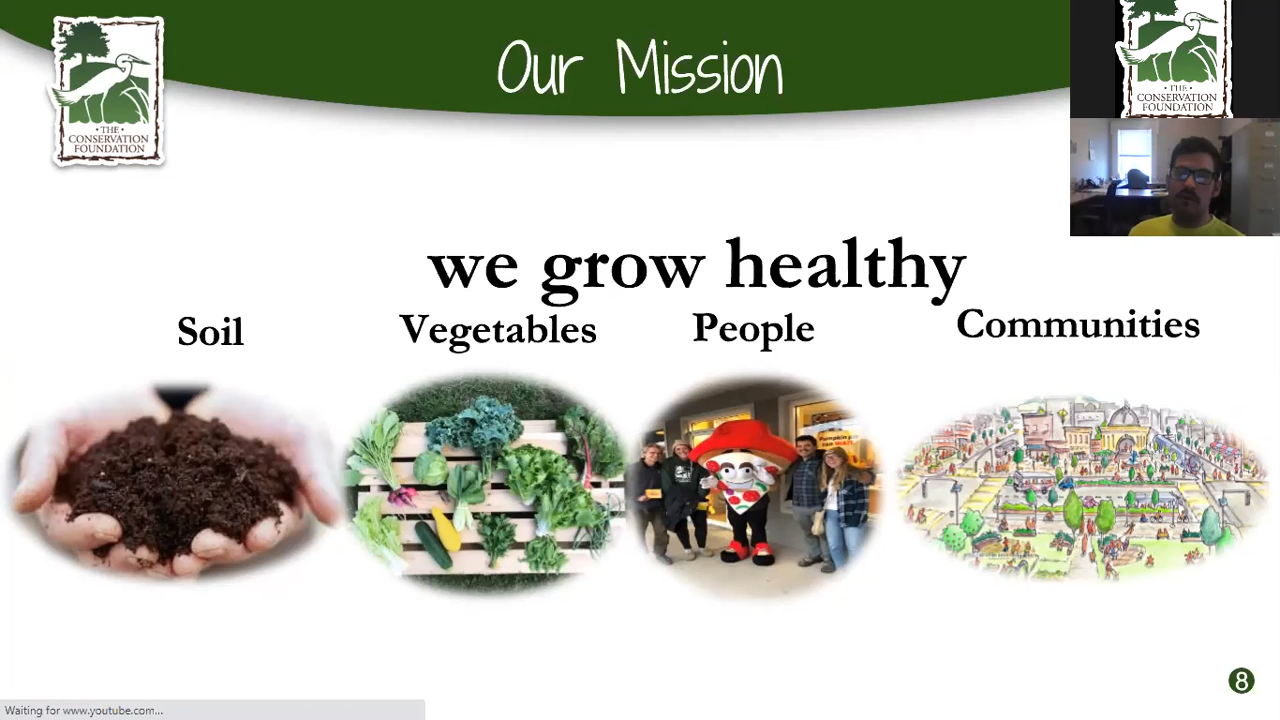 Our Mission
· THE ·
CONSERVATION
FOUNDATION
THE
CONSERVATION
FOUNDATION
we grow healthy
Soil
Vegetables
People
Communities
8
Waiting for www.youtube.com...